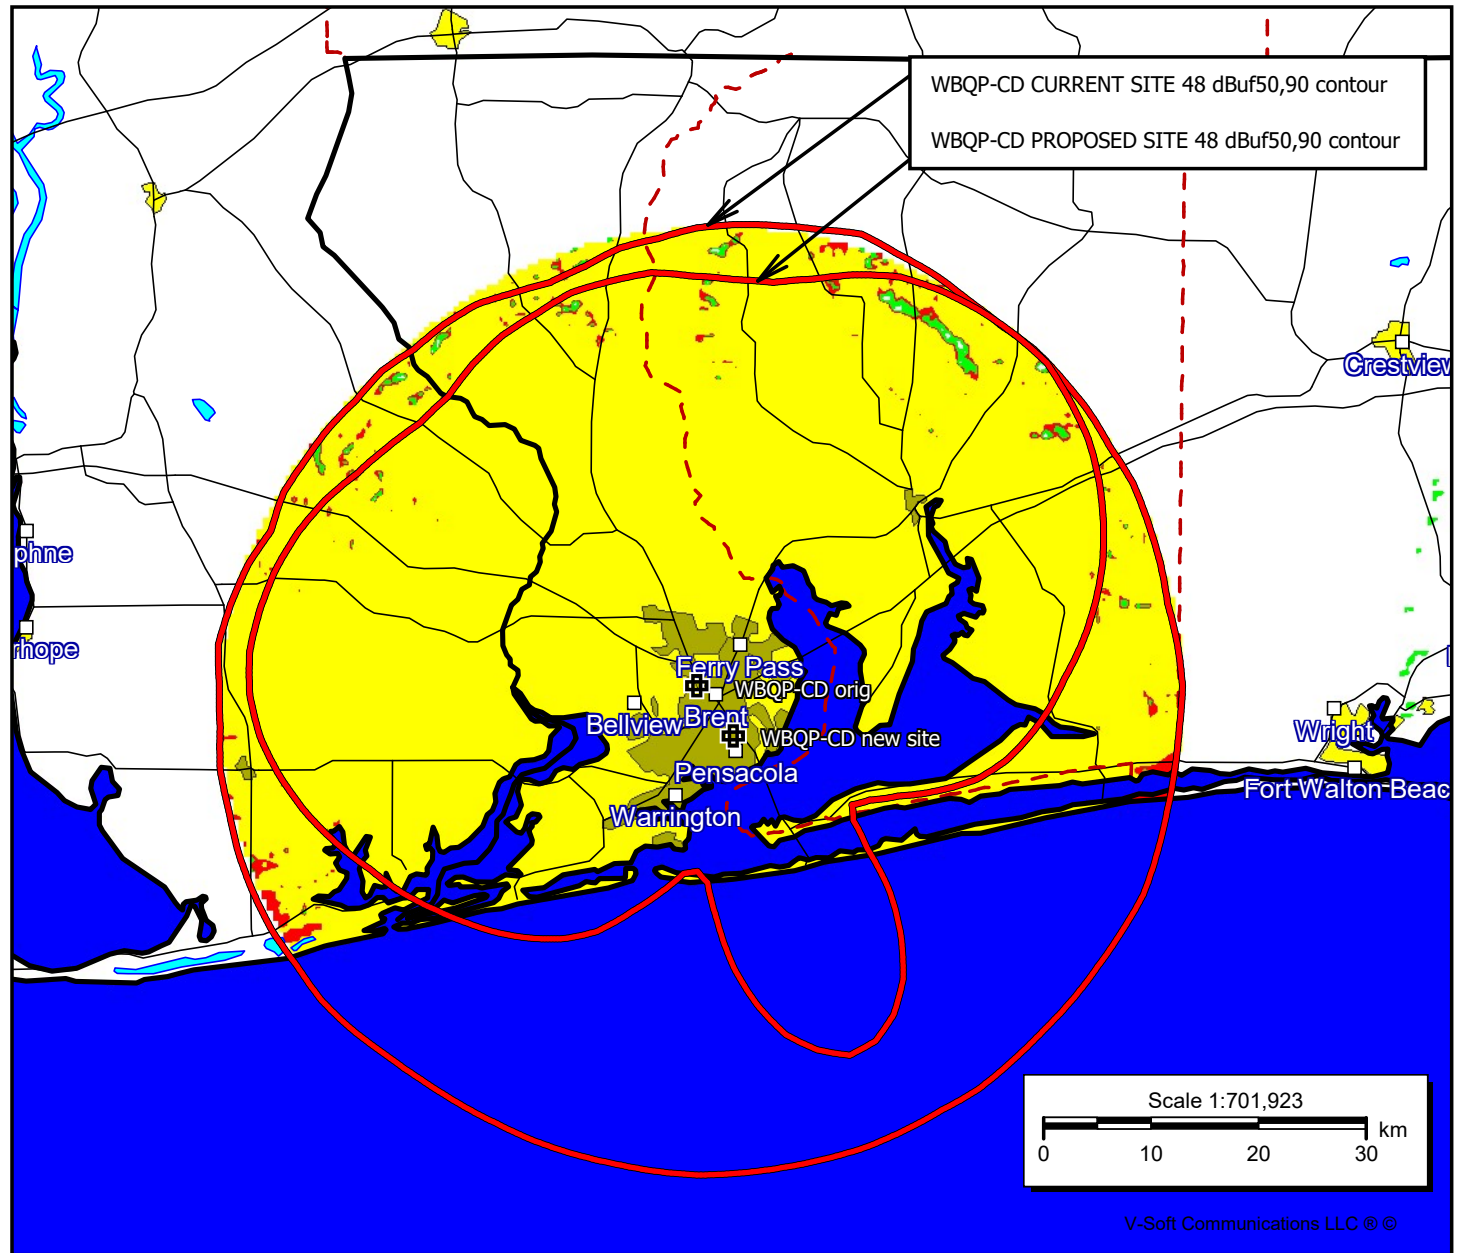 WBQP-CD CURRENT SITE 48 dBuf50,90 contour
WBQP-CD PROPOSED SITE 48 dBuf50,90 contour
Crestview
phne
rhope
Ferry Pass
WBQP-CD orig
Bellview
Brent
WBQP-CD new site
Wright
Pensacola
Fort Walton Beac
Warrington
Scale 1:701,923
km
0 10 20 30
V-Soft Communications LLC ® ©